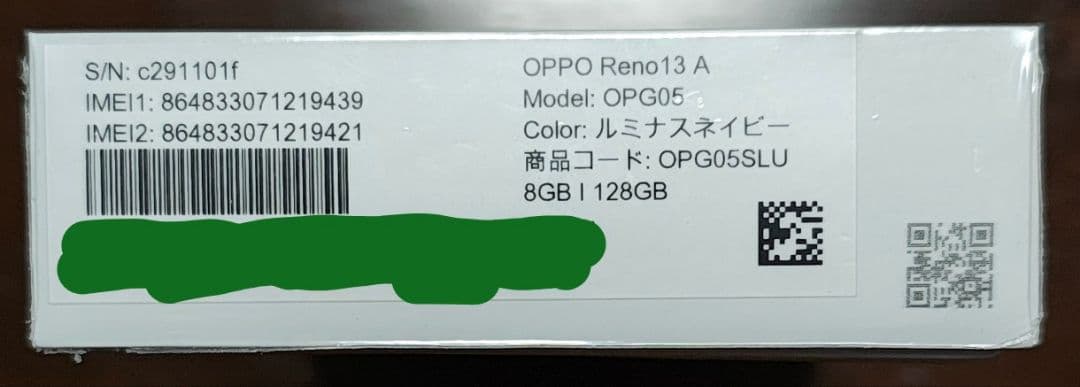 S/N: c291101f
IMEI1: 864833071219439
IMEI2: 864833071219421
OPPO Reno13 A
Model: OPG05
Color: ルミナスネイビー
商品コード: OPG05SLU
8GB | 128GB